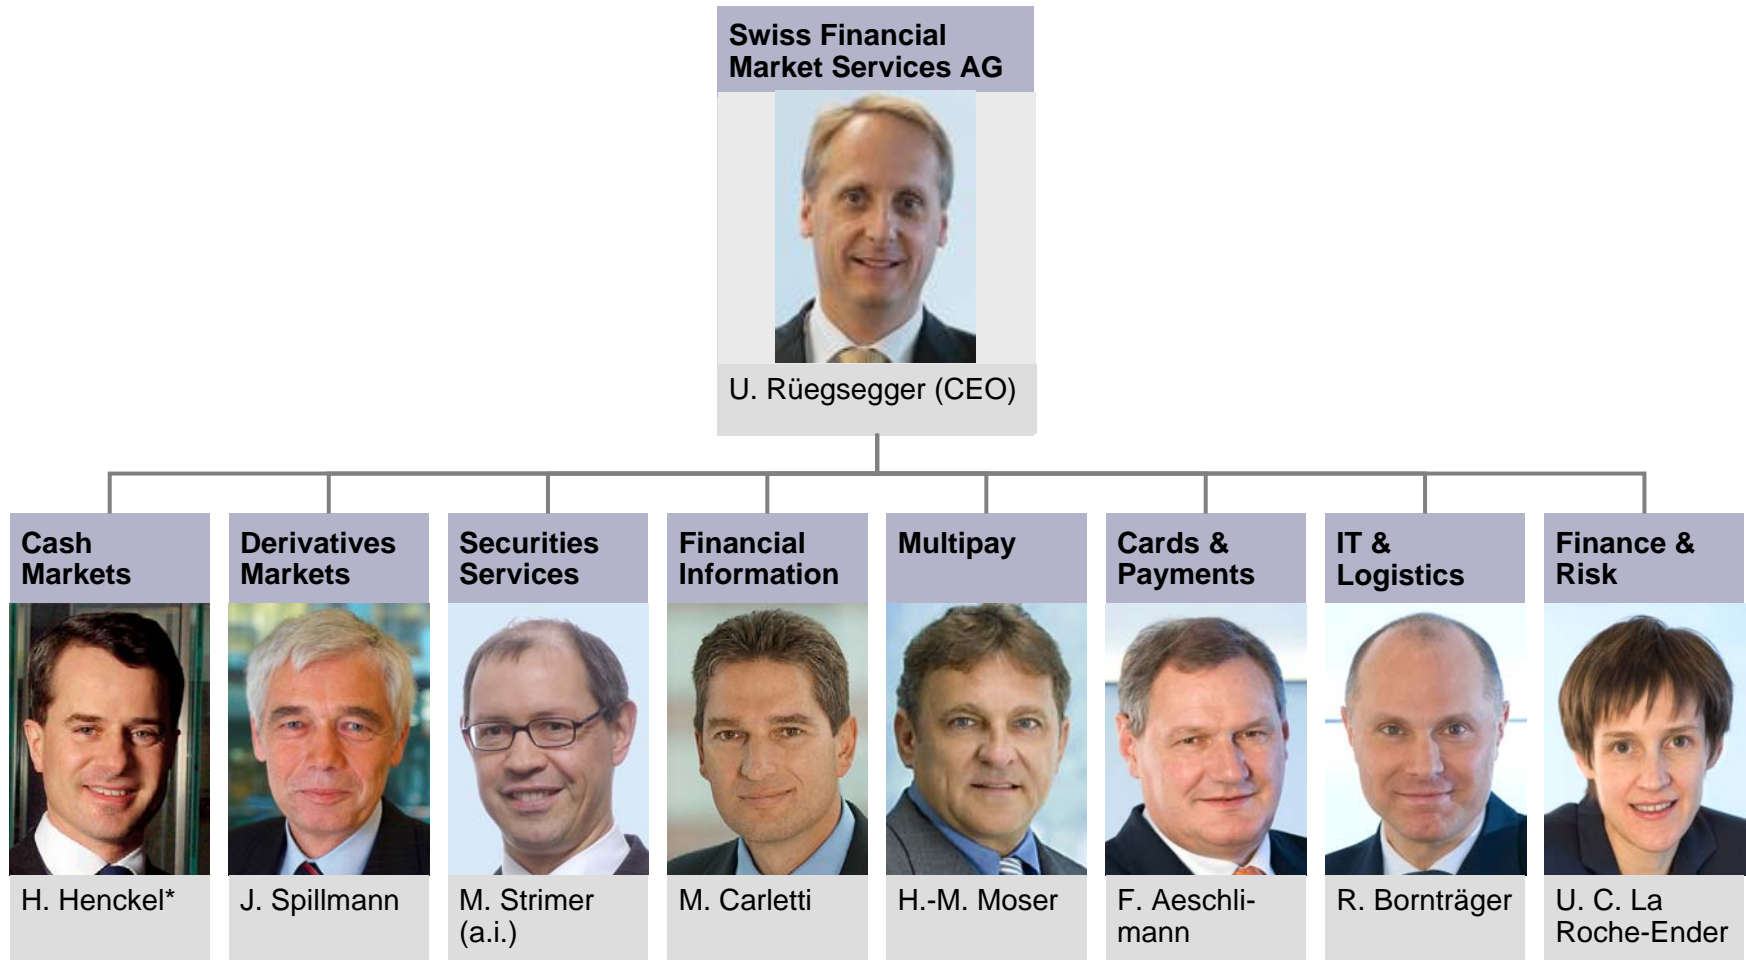 Swiss Financial
Market Services AG
U. Rüegsegger (CEO)
Cash
Markets
Derivatives
Markets
Securities
Services
Financial
Information
Multipay
Cards &
Payments
IT &
Logistics
Finance &
Risk
H. Henckel*
J. Spillmann
M. Strimer
(a.i.)
M. Carletti
H.-M. Moser
F. Aeschli-
mann
R. Bornträger
U. C. La
Roche-Ender